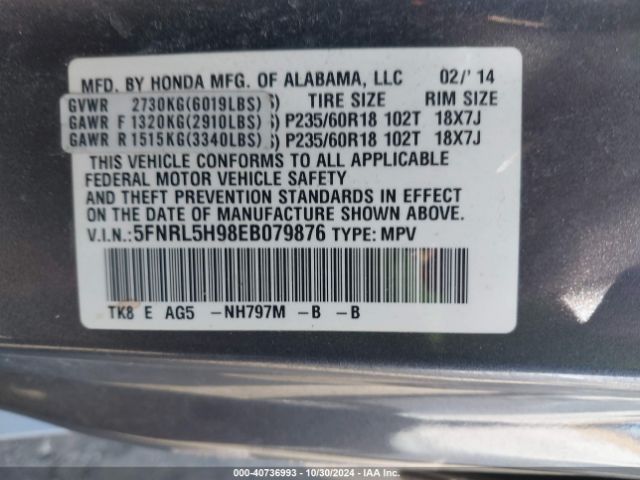 MFD. BY HONDA MFG. OF ALABAMA, LLC 02/'14
GVWR 2730KG(6019LBS) TIRE SIZE RIM SIZE
GAWR F 1320KG(2910LBS) P235/60R18 102T 18X7J
GAWR R 1515KG(3340LBS) P235/60R18 102T 18X7J
THIS VEHICLE CONFORMS TO ALL APPLICABLE
FEDERAL MOTOR VEHICLE SAFETY
AND THEFT PREVENTION STANDARDS IN EFFECT
ON THE DATE OF MANUFACTURE SHOWN ABOVE.
V.I.N.:5FNRL5H98EB079876 TYPE: MPV
TK8 E AG5 -NH797M -B -B
000-40736993 - 10/30/2024 - IAA Inc.